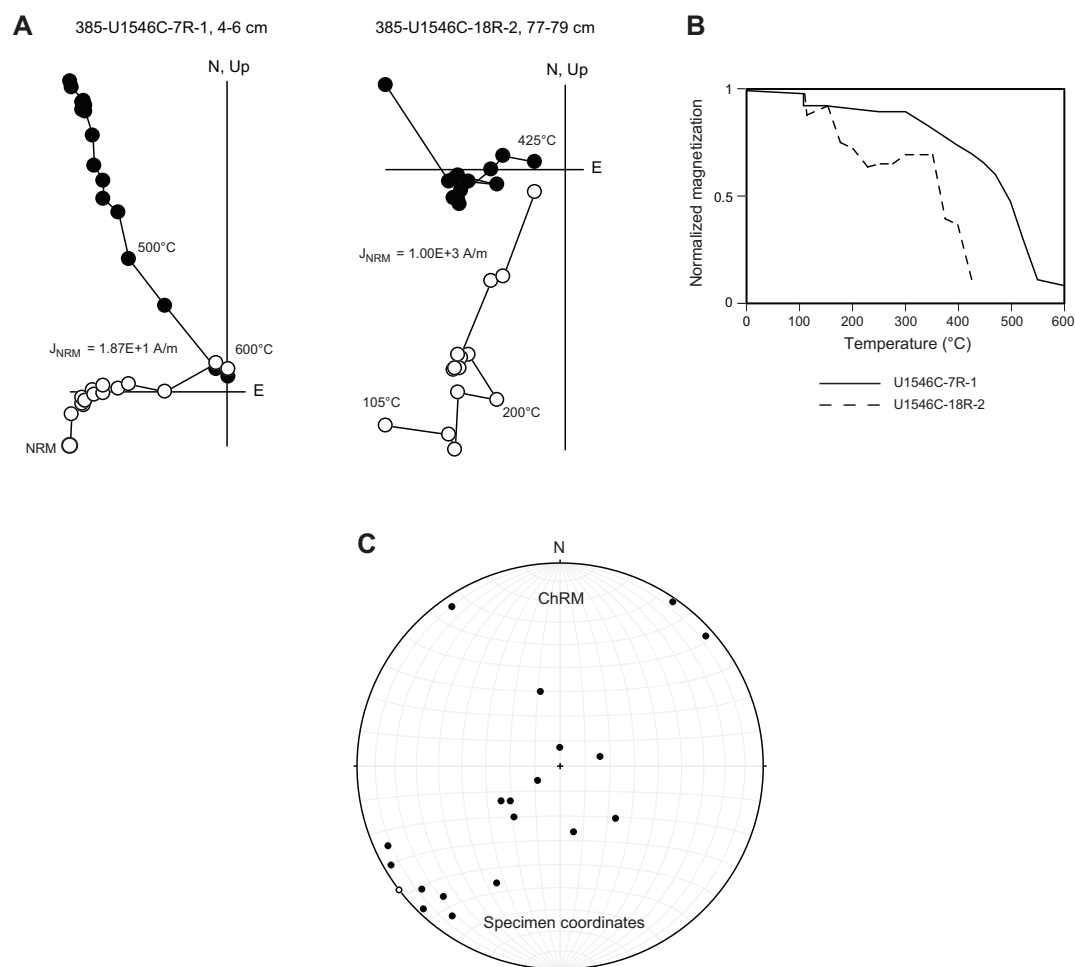 A
385-U1546C-7R-1, 4-6 cm
N, Up
500°C
JNRM = 1.87E+1 A/m
600°C
E
NRM
385-U1546C-18R-2, 77-79 cm
N, Up
425°C
E
JNRM = 1.00E+3 A/m
105°C
200°C
B
Normalized magnetization
1
0.5
0
0 100 200 300 400 500 600
Temperature (°C)
U1546C-7R-1
U1546C-18R-2
C
N
ChRM
Specimen coordinates